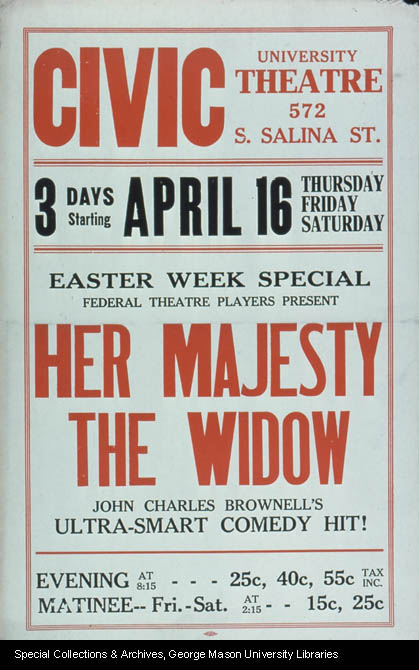 CIVIC
UNIVERSITY
THEATRE
572
S. SALINA ST.
3 DAYS Starting APRIL 16 THURSDAY FRIDAY SATURDAY
EASTER WEEK SPECIAL
FEDERAL THEATRE PLAYERS PRESENT
HER MAJESTY
THE WIDOW
JOHN CHARLES BROWNELL'S
ULTRA-SMART COMEDY HIT!
EVENING AT 8:15 - - - 25c, 40c, 55c TAX INC.
MATINEE-- Fri.-Sat. AT 2:15 - - 15c, 25c
Special Collections & Archives, George Mason University Libraries